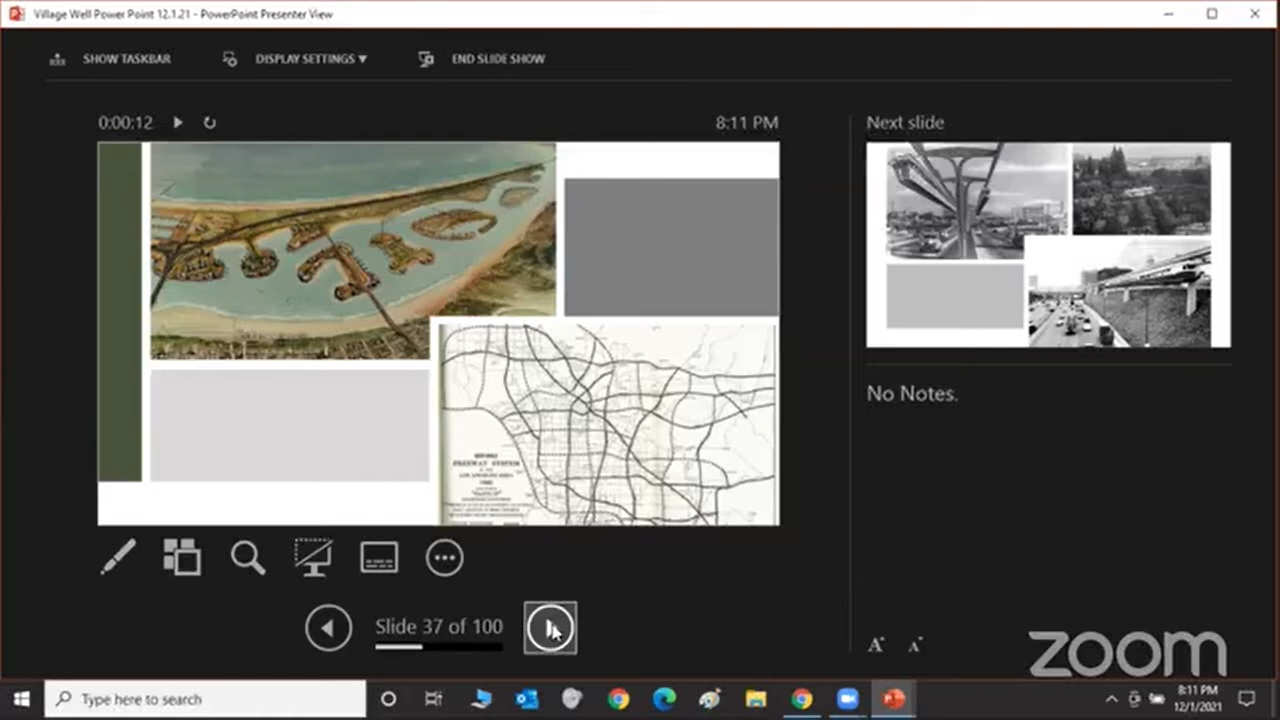 Village Well Power Point 12.1.21 - PowerPoint Presenter View
SHOW TASKBAR
DISPLAY SETTINGS ▼
END SLIDE SHOW
0:00:12
8:11 PM
Next slide
FREEWAY SYSTEM
No Notes.
Slide 37 of 100
A A
zoom
Type here to search
8:11 PM
12/1/2021